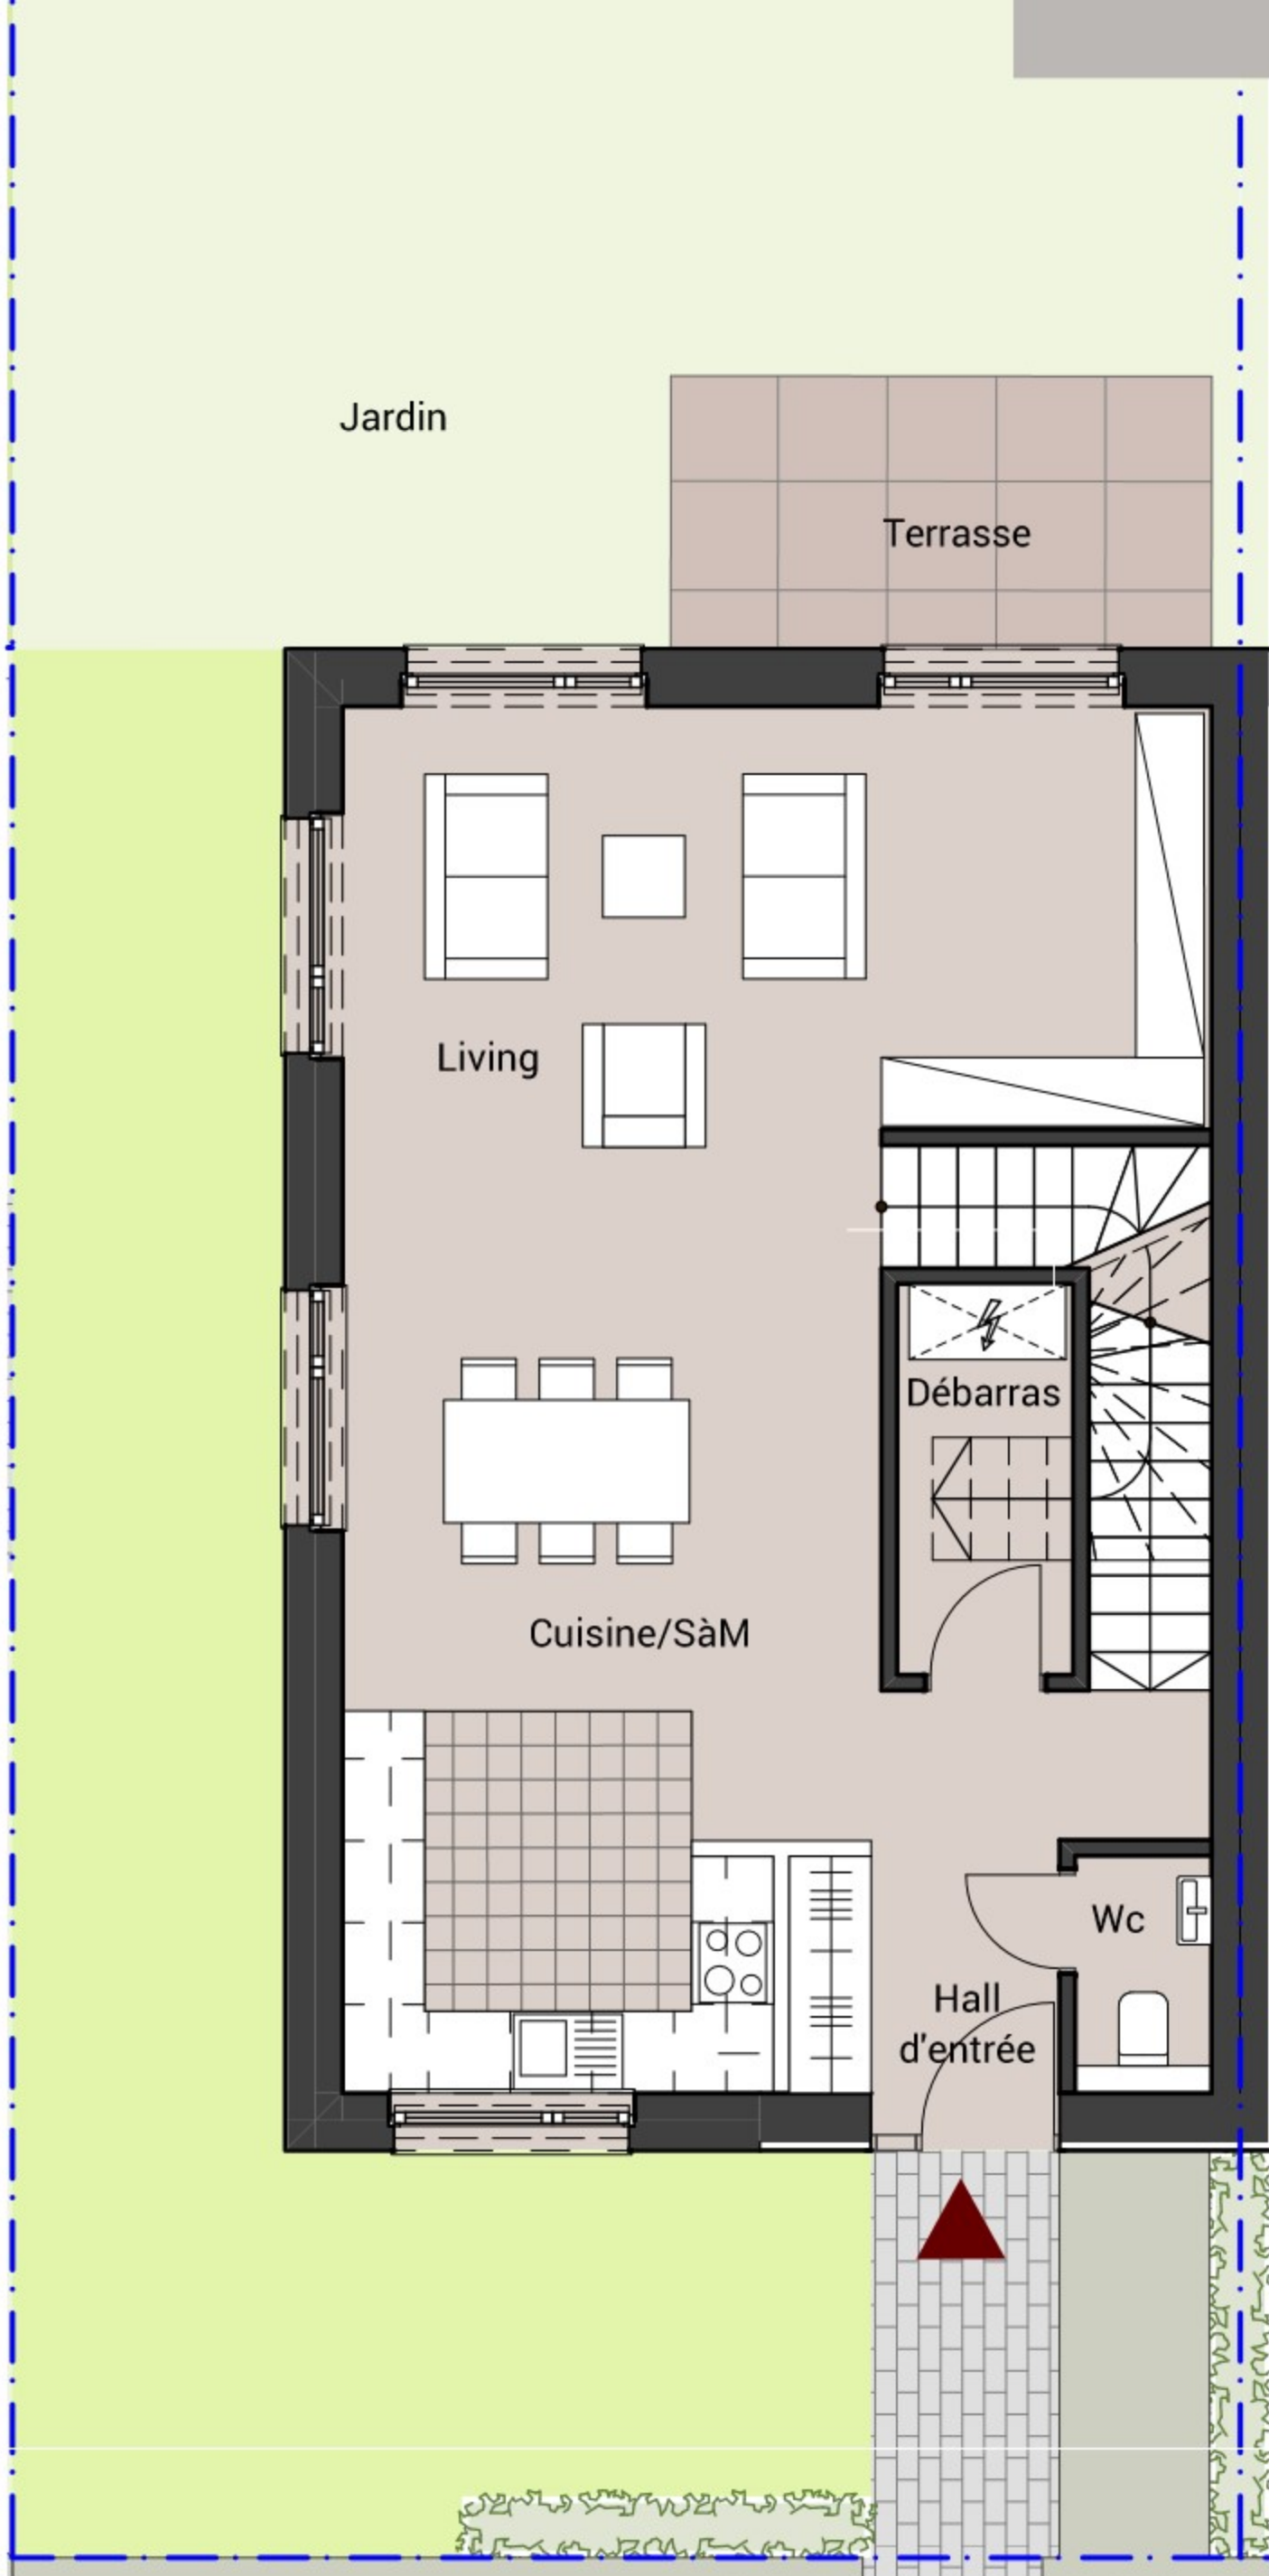 Jardin
Terrasse
Living
Débarras
Cuisine/SàM
Wc
Hall
d'entrée